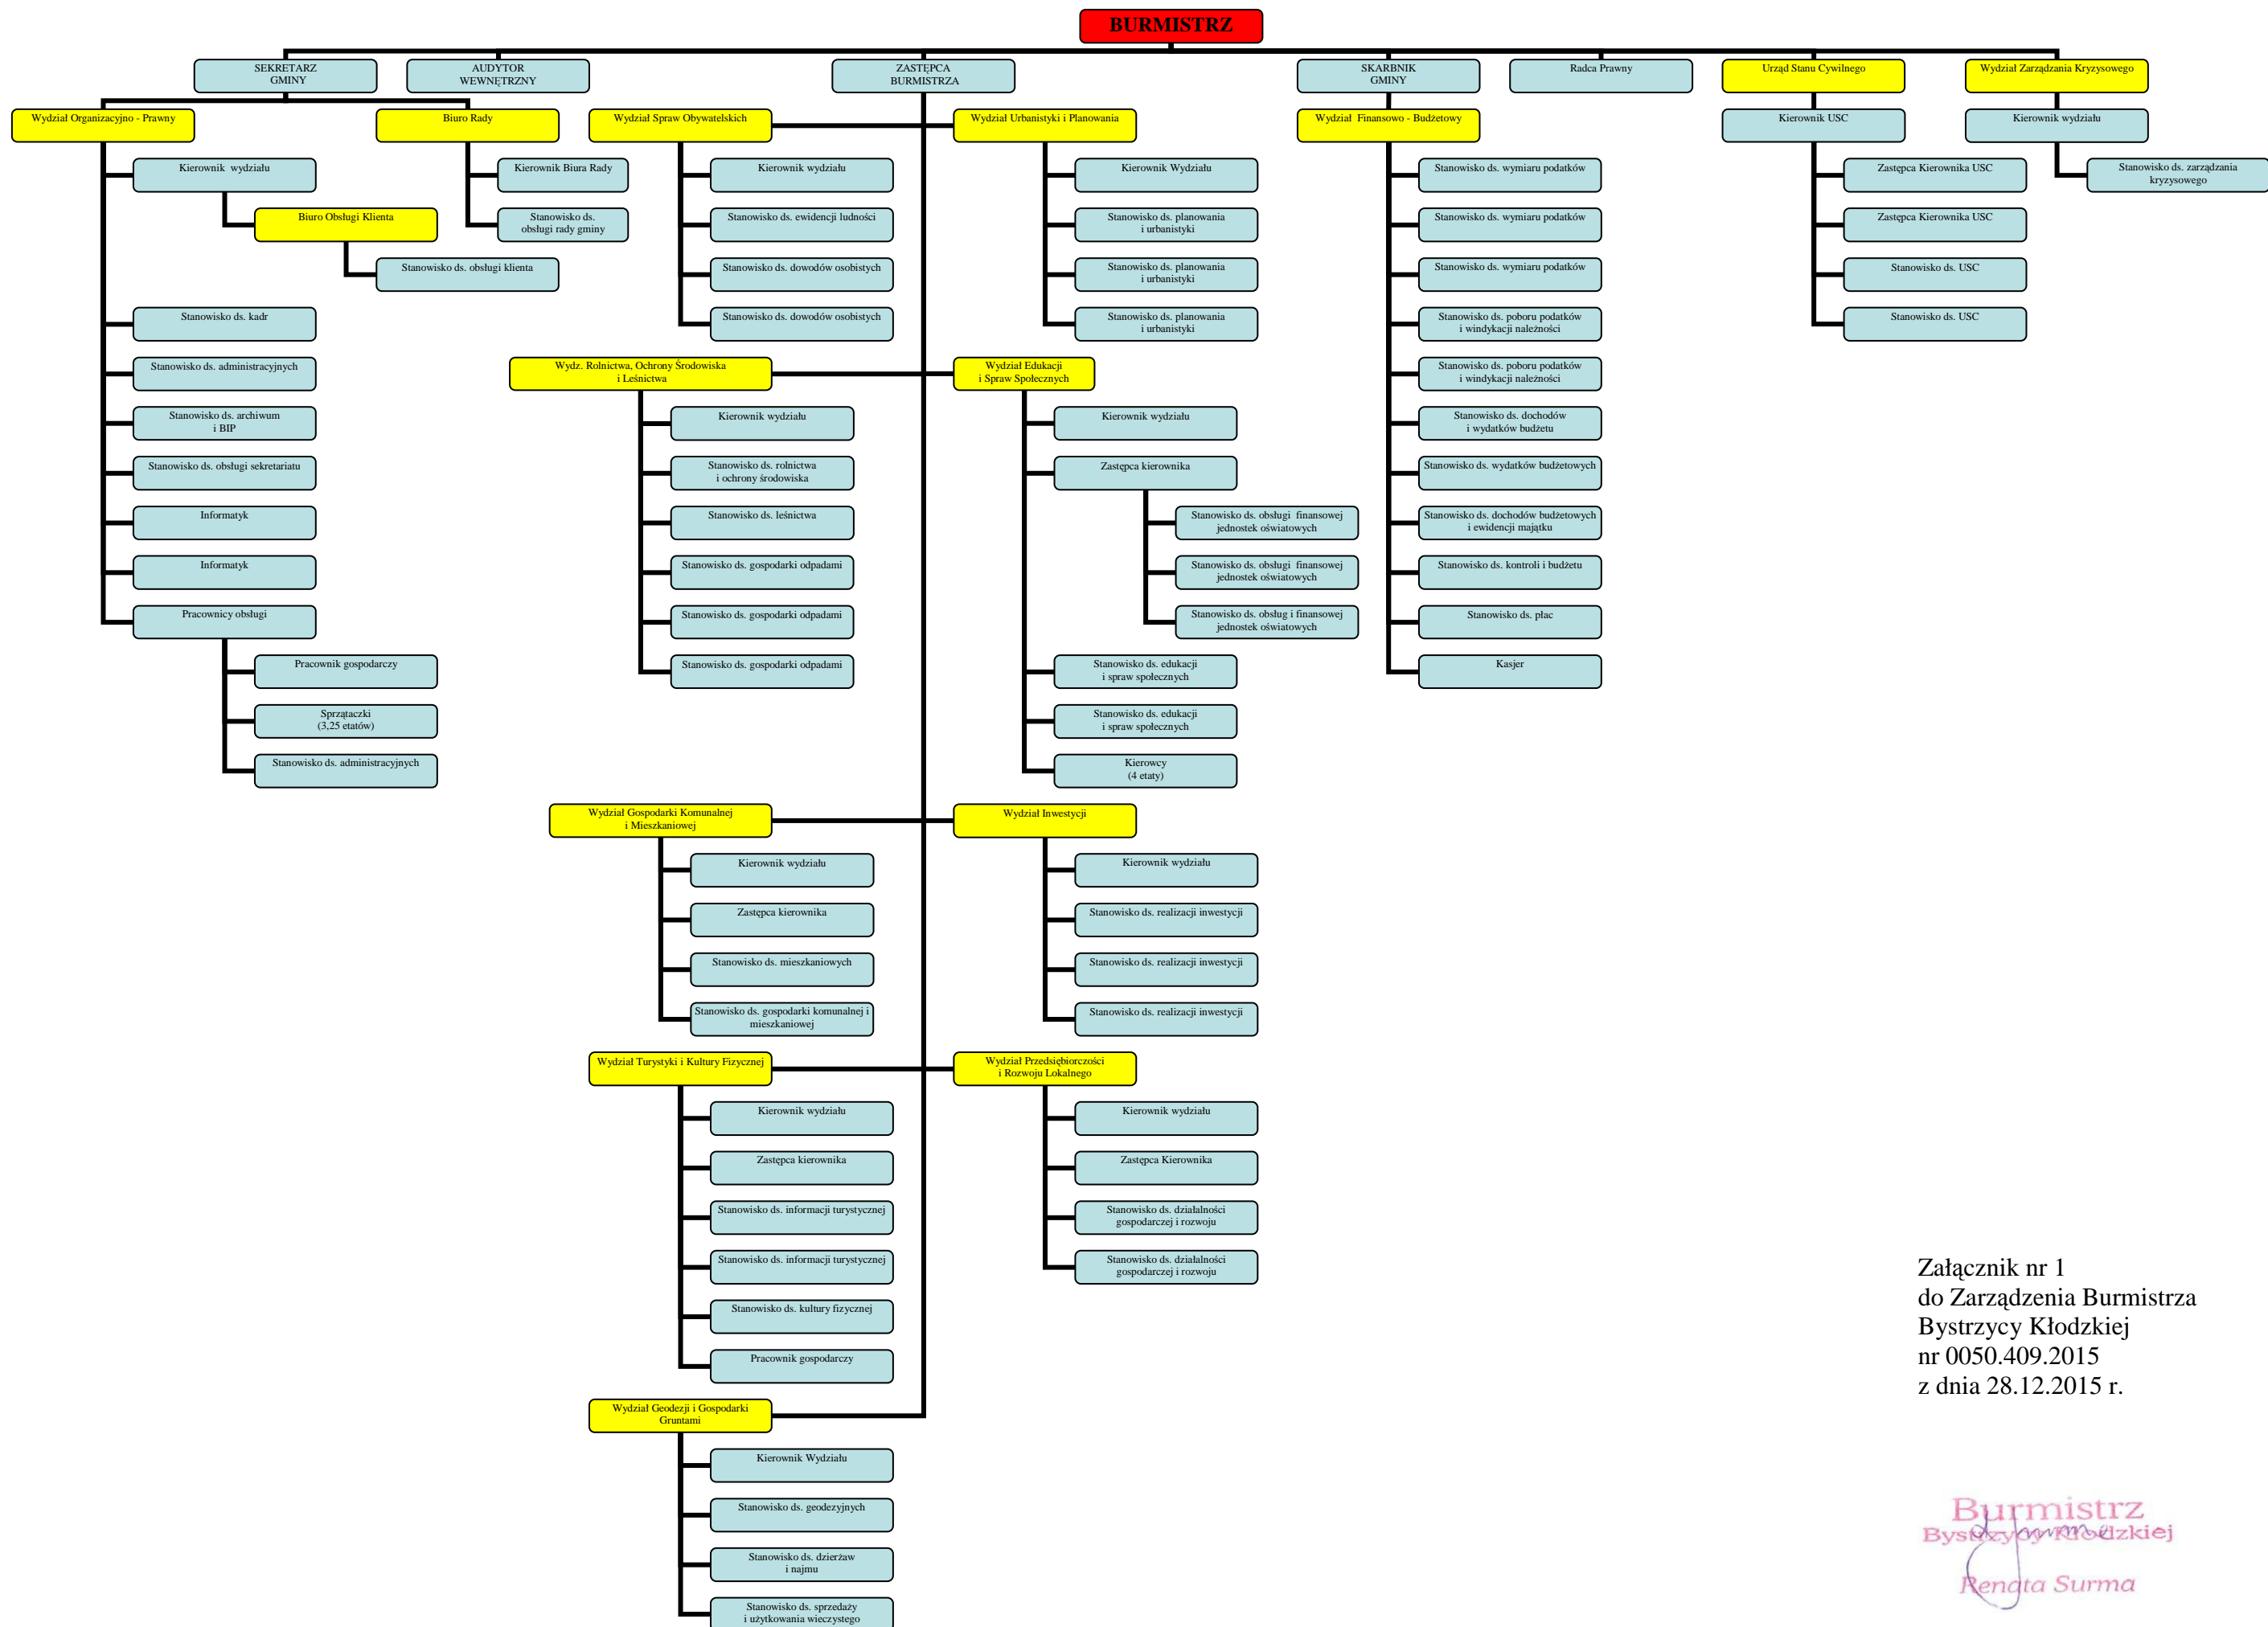 BURMISTRZ
SEKRETARZ
GMINY
AUDYTOR
WEWNĘTRZNY
ZASTĘPCA
BURMISTRZA
SKARBNIK
GMINY
Radca Prawny
Urząd Stanu Cywilnego
Wydział Zarządzania Kryzysowego
Wydział Organizacyjno - Prawny
Kierownik wydziału
Biuro Obsługi Klienta
Stanowisko ds. obsługi klienta
Stanowisko ds. kadr
Stanowisko ds. administracyjnych
Stanowisko ds. archiwum
i BIP
Stanowisko ds. obsługi sekretariatu
Informatyk
Informatyk
Pracownicy obsługi
Pracownik gospodarczy
Sprzątaczki
(3,25 etatów)
Stanowisko ds. administracyjnych
Biuro Rady
Kierownik Biura Rady
Stanowisko ds.
obsługi rady gminy
Wydział Spraw Obywatelskich
Kierownik wydziału
Stanowisko ds. ewidencji ludności
Stanowisko ds. dowodów osobistych
Stanowisko ds. dowodów osobistych
Wydział Urbanistyki i Planowania
Kierownik Wydziału
Stanowisko ds. planowania
i urbanistyki
Stanowisko ds. planowania
i urbanistyki
Stanowisko ds. planowania
i urbanistyki
Wydz. Rolnictwa, Ochrony Środowiska
i Leśnictwa
Kierownik wydziału
Stanowisko ds. rolnictwa
i ochrony środowiska
Stanowisko ds. leśnictwa
Stanowisko ds. gospodarki odpadami
Stanowisko ds. gospodarki odpadami
Stanowisko ds. gospodarki odpadami
Wydział Edukacji
i Spraw Społecznych
Kierownik wydziału
Zastępca kierownika
Stanowisko ds. obsługi finansowej
jednostek oświatowych
Stanowisko ds. obsługi finansowej
jednostek oświatowych
Stanowisko ds. obsług i finansowej
jednostek oświatowych
Stanowisko ds. edukacji
i spraw społecznych
Stanowisko ds. edukacji
i spraw społecznych
Kierowcy
(4 etaty)
Wydział Gospodarki Komunalnej
i Mieszkaniowej
Kierownik wydziału
Zastępca kierownika
Stanowisko ds. mieszkaniowych
Stanowisko ds. gospodarki komunalnej i
mieszkaniowej
Wydział Inwestycji
Kierownik wydziału
Stanowisko ds. realizacji inwestycji
Stanowisko ds. realizacji inwestycji
Stanowisko ds. realizacji inwestycji
Wydział Turystyki i Kultury Fizycznej
Kierownik wydziału
Zastępca kierownika
Stanowisko ds. informacji turystycznej
Stanowisko ds. informacji turystycznej
Stanowisko ds. kultury fizycznej
Pracownik gospodarczy
Wydział Przedsiębiorczości
i Rozwoju Lokalnego
Kierownik wydziału
Zastępca Kierownika
Stanowisko ds. działalności
gospodarczej i rozwoju
Stanowisko ds. działalności
gospodarczej i rozwoju
Wydział Geodezji i Gospodarki
Gruntami
Kierownik Wydziału
Stanowisko ds. geodezyjnych
Stanowisko ds. dzierżaw
i najmu
Stanowisko ds. sprzedaży
i użytkowania wieczystego
Wydział Finansowo - Budżetowy
Stanowisko ds. wymiaru podatków
Stanowisko ds. wymiaru podatków
Stanowisko ds. wymiaru podatków
Stanowisko ds. poboru podatków
i windykacji należności
Stanowisko ds. poboru podatków
i windykacji należności
Stanowisko ds. dochodów
i wydatków budżetu
Stanowisko ds. wydatków budżetowych
Stanowisko ds. dochodów budżetowych
i ewidencji majątku
Stanowisko ds. kontroli i budżetu
Stanowisko ds. płac
Kasjer
Kierownik USC
Zastępca Kierownika USC
Zastępca Kierownika USC
Stanowisko ds. USC
Stanowisko ds. USC
Kierownik wydziału
Stanowisko ds. zarządzania
kryzysowego
Załącznik nr 1
do Zarządzenia Burmistrza
Bystrzycy Kłodzkiej
nr 0050.409.2015
z dnia 28.12.2015 r.
Burmistrz
Bystrzycy Kłodzkiej
Renata Surma